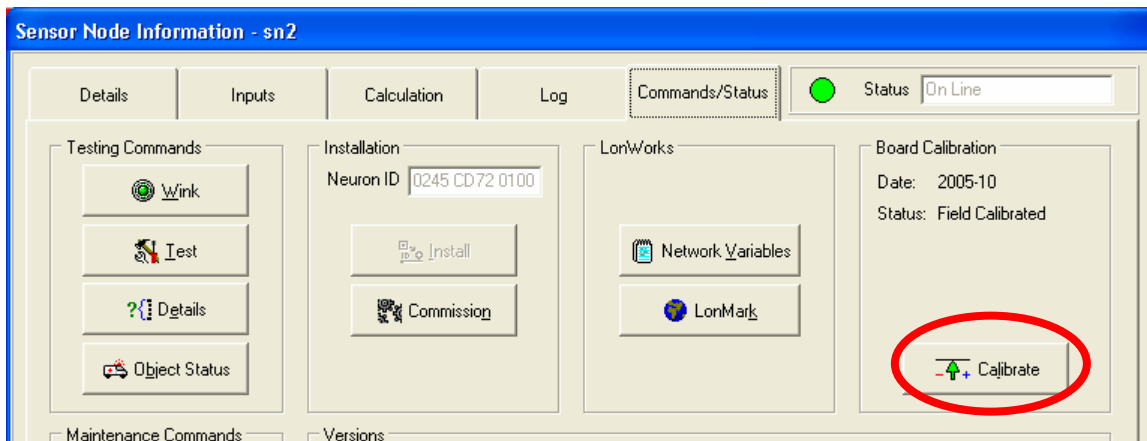 Sensor Node Information - sn2
Details
Inputs
Calculation
Log
Commands/Status
Status
On Line
Testing Commands
Wink
Test
?{ Details
Object Status
Installation
Neuron ID
0245 CD72 0100
Install
Commission
LonWorks
Network Variables
LonMark
Board Calibration
Date: 2005-10
Status: Field Calibrated
Calibrate
Maintenance Commands
Versions